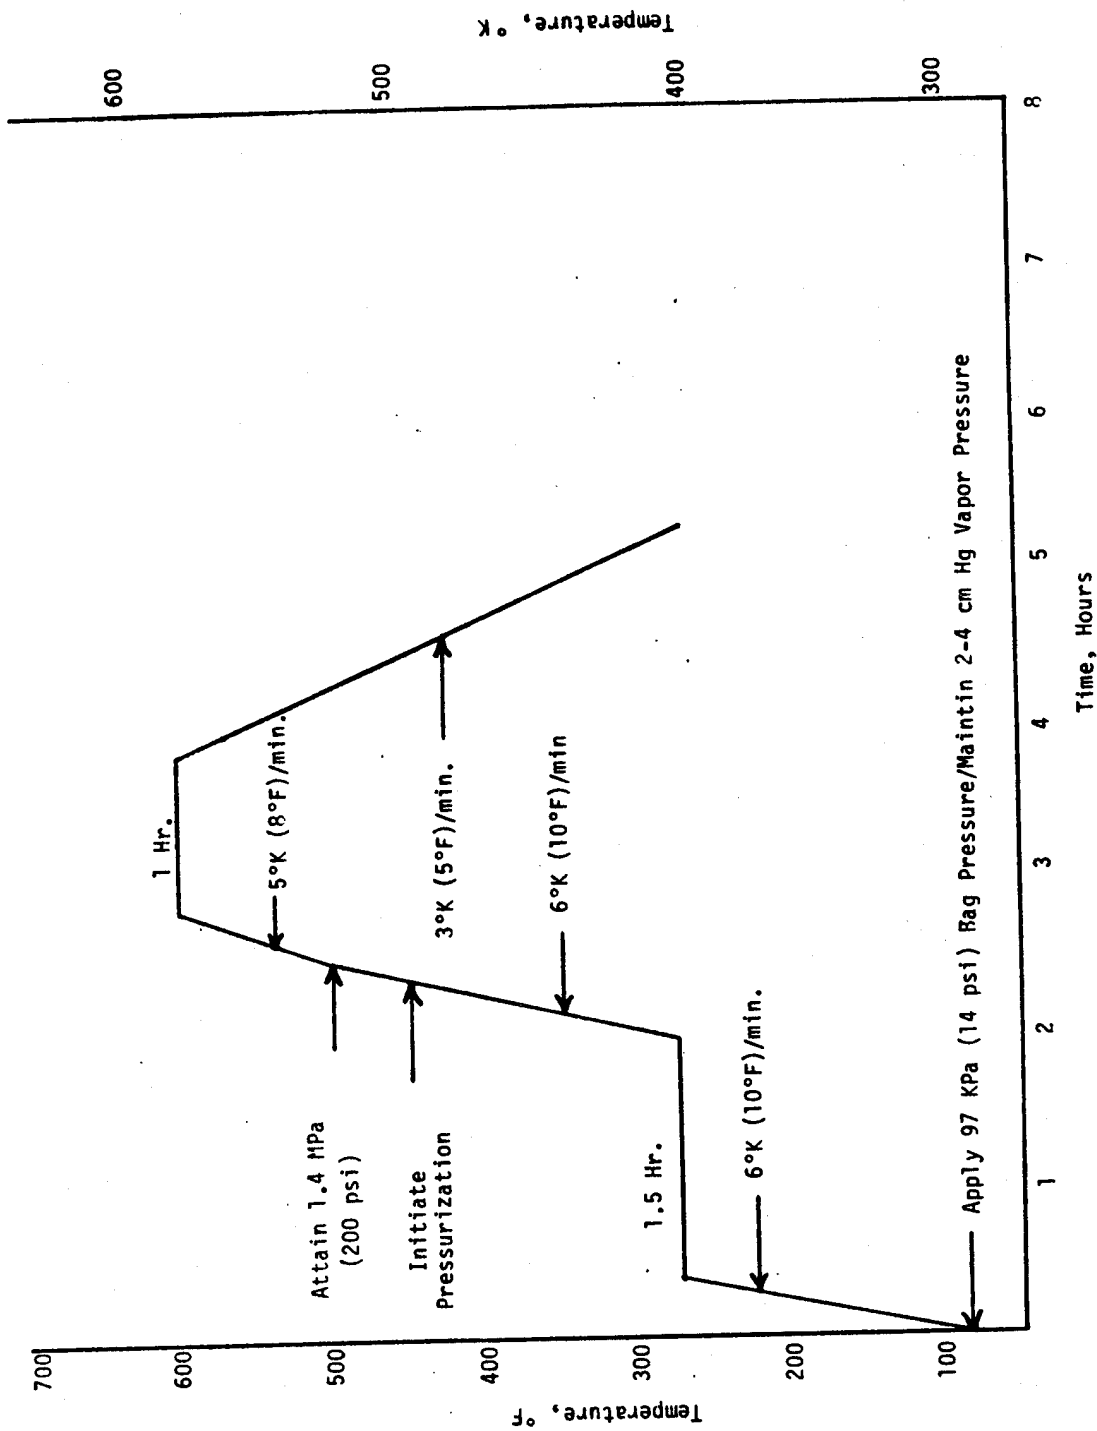 Temperature, °K
600
500
400
300
700
600
500
400
300
200
100
Temperature, °F
1 Hr.
5°K (8°F)/min.
Attain 1.4 MPa
(200 psi)
Initiate
Pressurization
3°K (5°F)/min.
6°K (10°F)/min
1.5 Hr.
6°K (10°F)/min.
Apply 97 KPa (14 psi) Bag Pressure/Maintin 2-4 cm Hg Vapor Pressure
1
2
3
4
5
6
7
8
Time, Hours